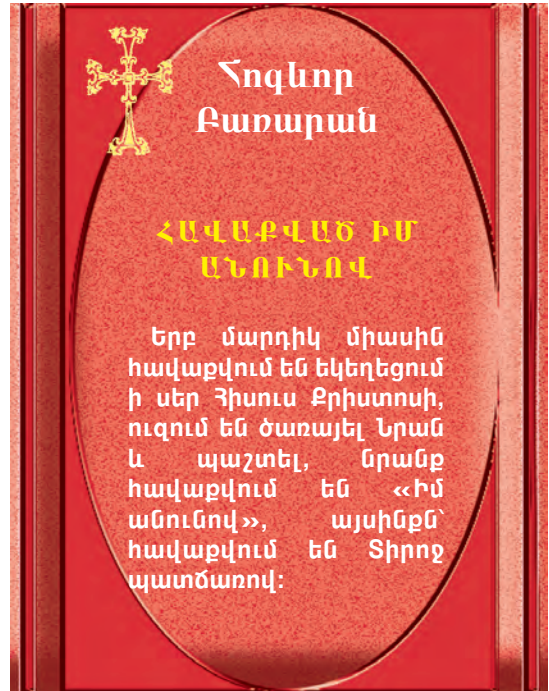 Հոգևոր
Բառարան
ՀԱՎԱՔՎԱԾ ԻՄ
ԱՆՈՒՆՈՎ
Երբ մարդիկ միասին
հավաքվում են եկեղեցում
ի սեր Հիսուս Քրիստոսի,
ուզում են ծառայել Նրան
և պաշտել, նրանք
հավաքվում են «Իմ
անունով», այսինքն՝
հավաքվում են Տիրոջ
պատճառով: